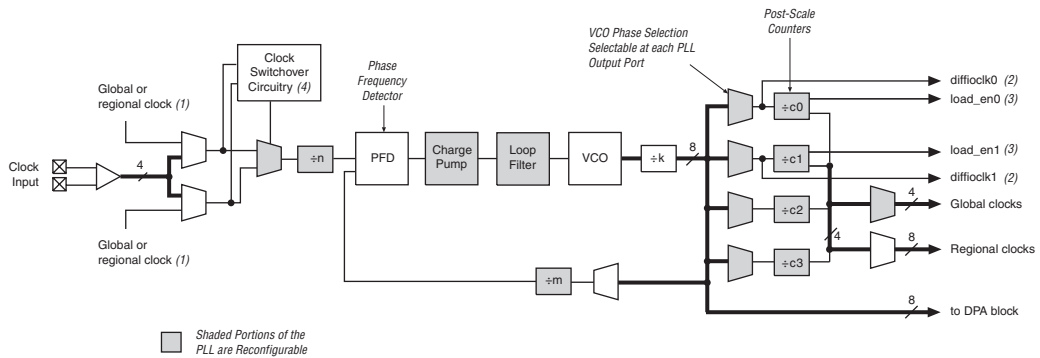 Post-Scale
Counters
VCO Phase Selection
Selectable at each PLL
Output Port
Clock
Switchover
Circuitry (4)
Phase
Frequency
Detector
Global or
regional clock (1)
diffioclk0 (2)
load_en0 (3)
÷c0
4
Clock
Input
÷n
PFD
Charge
Pump
Loop
Filter
VCO
÷k
8
÷c1
load_en1 (3)
diffioclk1 (2)
4
Global clocks
÷c2
4
8
Regional clocks
Global or
regional clock (1)
÷c3
÷m
8
to DPA block
Shaded Portions of the
PLL are Reconfigurable